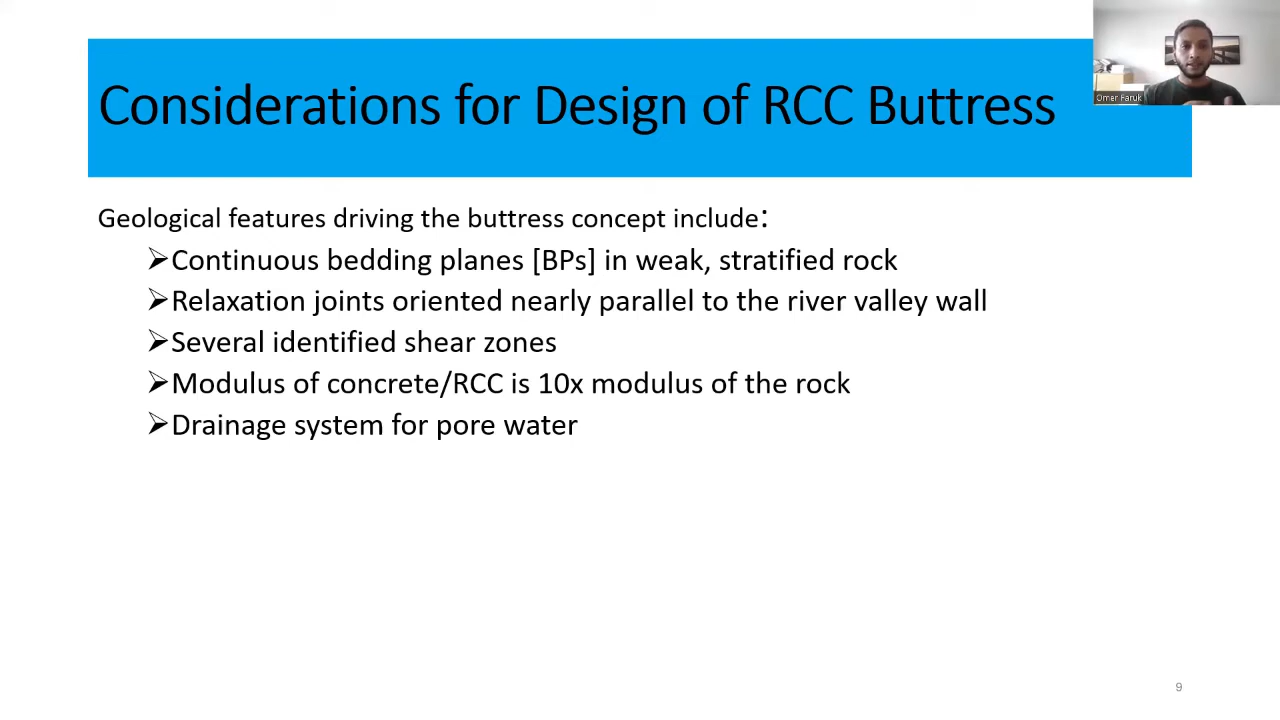 Considerations for Design of RCC Buttress
Omer Faruk
Geological features driving the buttress concept include:
➢Continuous bedding planes [BPs] in weak, stratified rock
➢Relaxation joints oriented nearly parallel to the river valley wall
➢Several identified shear zones
➢Modulus of concrete/RCC is 10x modulus of the rock
➢Drainage system for pore water
9